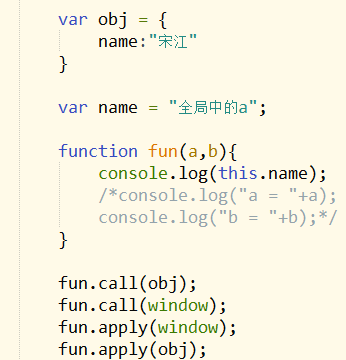 var obj = {
name:"宋江"
}
var name = "全局中的a";
function fun(a,b){
console.log(this.name);
/*console.log("a = "+a);
console.log("b = "+b);*/
}
fun.call(obj);
fun.call(window);
fun.apply(window);
fun.apply(obj);